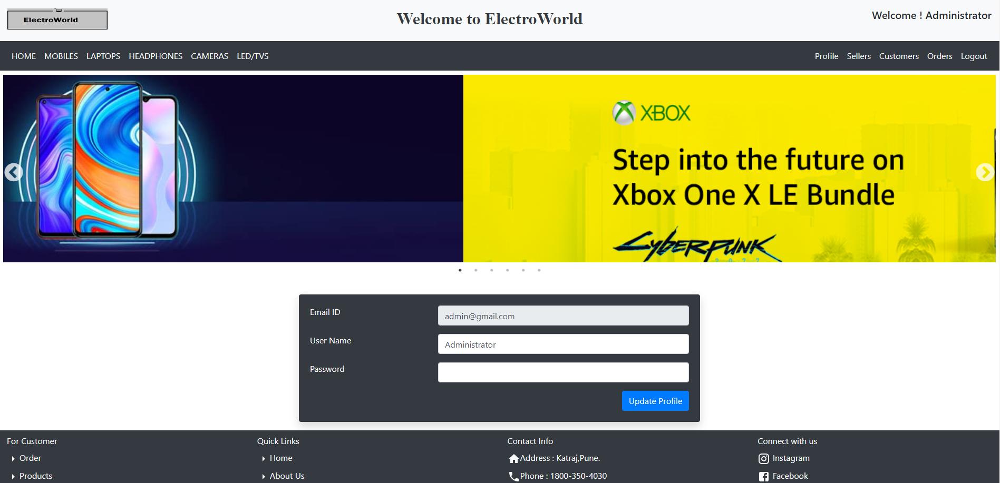 ElectroWorld
Welcome to ElectroWorld
Welcome ! Administrator
HOME MOBILES LAPTOPS HEADPHONES CAMERAS LED/TVS
Profile Sellers Customers Orders Logout
XBOX
Step into the future on
Xbox One X LE Bundle
CYBERPUNK
2077
Email ID
admin@gmail.com
User Name
Administrator
Password
Update Profile
For Customer
Order
Products
Quick Links
Home
About Us
Contact Info
Address : Katraj,Pune.
Phone : 1800-350-4030
Connect with us
Instagram
Facebook